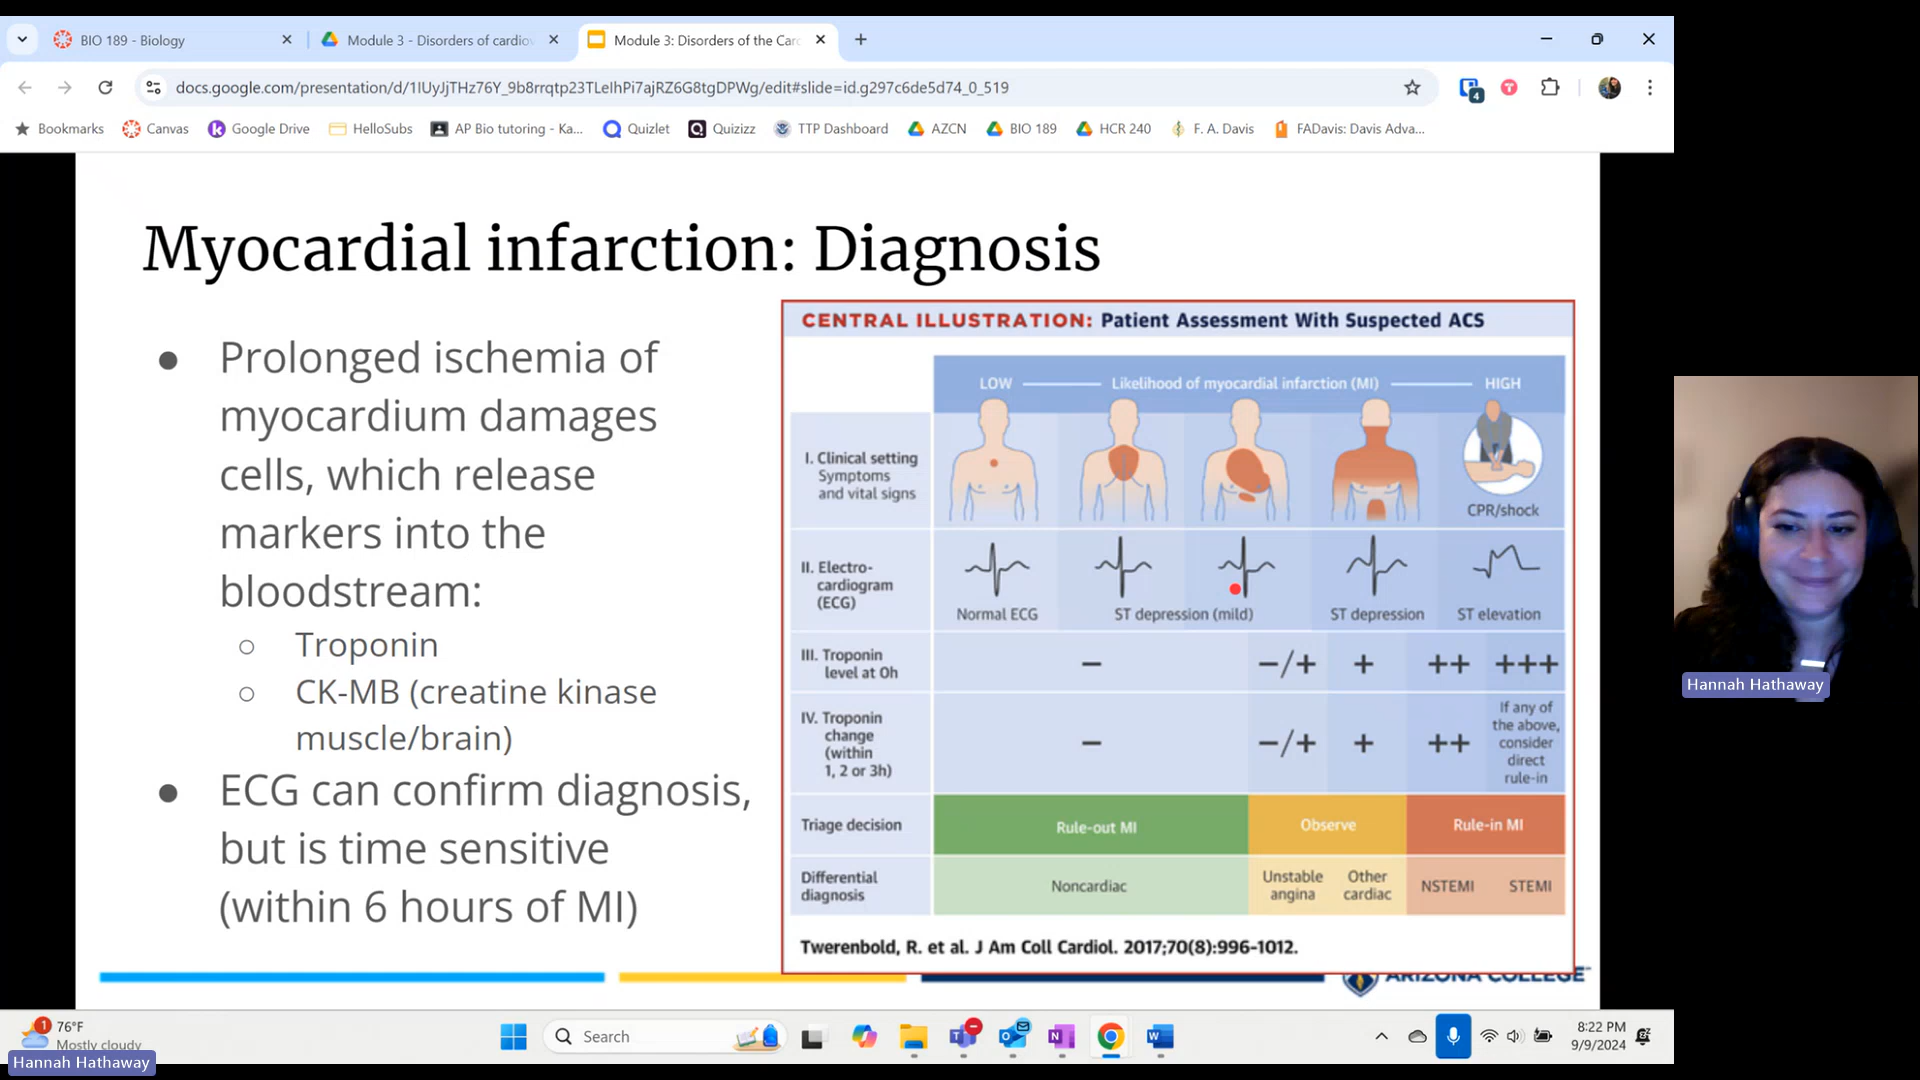 BIO 189 - Biology
Module 3 - Disorders of cardio
Module 3: Disorders of the Car
docs.google.com/presentation/d/1IUyJjTHz76Y_9b8rrqtp23TLeIhPi7ajRZ6G8tgDPWg/edit#slide=id.g297c6de5d74_0_519
4
Bookmarks
Canvas
Google Drive
HelloSubs
AP Bio tutoring - Ka...
Quizlet
Quizizz
TTP Dashboard
AZCN
BIO 189
HCR 240
F. A. Davis
FADavis: Davis Adva...
Myocardial infarction: Diagnosis
● Prolonged ischemia of
myocardium damages
cells, which release
markers into the
bloodstream:
○ Troponin
○ CK-MB (creatine kinase
muscle/brain)
● ECG can confirm diagnosis,
but is time sensitive
(within 6 hours of MI)
CENTRAL ILLUSTRATION: Patient Assessment With Suspected ACS
LOW Likelihood of myocardial infarction (MI) HIGH
I. Clinical setting
Symptoms
and vital signs
CPR/shock
II. Electro-
cardiogram
(ECG)
Normal ECG ST depression (mild) ST depression ST elevation
III. Troponin
level at 0h
− −/+ + ++ +++
IV. Troponin
change
(within
1, 2 or 3h)
− −/+ + ++
If any of
the above,
consider
direct
rule-in
Triage decision Rule-out MI Observe Rule-in MI
Differential
diagnosis
Noncardiac
Unstable
angina
Other
cardiac
NSTEMI STEMI
Twerenbold, R. et al. J Am Coll Cardiol. 2017;70(8):996-1012.
ARIZONA COLLEGE
Hannah Hathaway
1
76°F
Mostly cloudy
Hannah Hathaway
Search
8:22 PM
9/9/2024